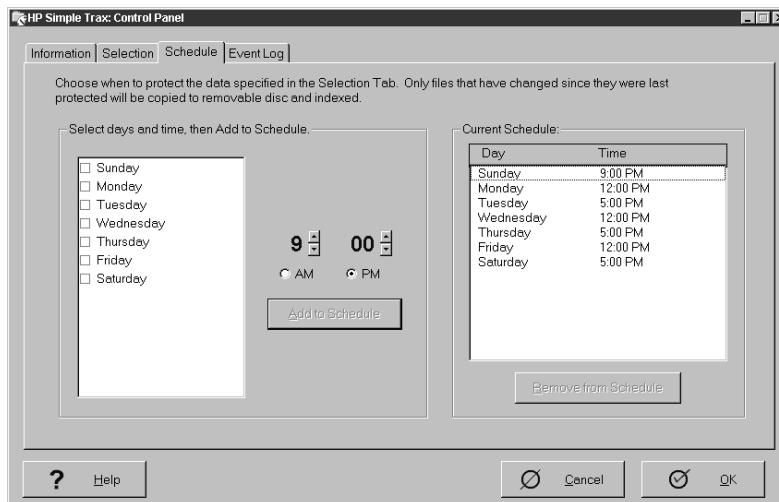 HP Simple Trax: Control Panel
Information Selection Schedule Event Log
Choose when to protect the data specified in the Selection Tab. Only files that have changed since they were last
protected will be copied to removable disc and indexed.
Select days and time, then Add to Schedule.
Sunday
Monday
Tuesday
Wednesday
Thursday
Friday
Saturday
9 00
AM PM
Add to Schedule
Current Schedule:
Day Time
Sunday 9:00 PM
Monday 12:00 PM
Tuesday 5:00 PM
Wednesday 12:00 PM
Thursday 5:00 PM
Friday 12:00 PM
Saturday 5:00 PM
Remove from Schedule
? Help
Cancel
OK